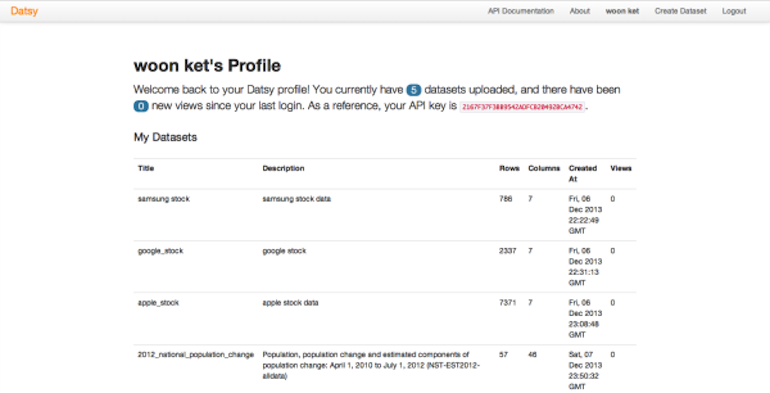 Datsy
API Documentation About woon ket Create Dataset Logout
woon ket's Profile
Welcome back to your Datsy profile! You currently have 5 datasets uploaded, and there have been
0 new views since your last login. As a reference, your API key is .
My Datasets
Title Description Rows Columns Created At Views
samsung stock samsung stock data 786 7 Fri, 06 Dec 2013 22:22:49 GMT 0
google_stock google stock 2337 7 Fri, 06 Dec 2013 22:31:13 GMT 0
apple_stock apple stock data 7371 7 Fri, 06 Dec 2013 23:08:48 GMT 0
2012_national_population_change Population, population change and estimated components of population change: April 1, 2010 to July 1, 2012 (NST-EST2012-alldata) 57 46 Sat, 07 Dec 2013 23:50:32 GMT 0